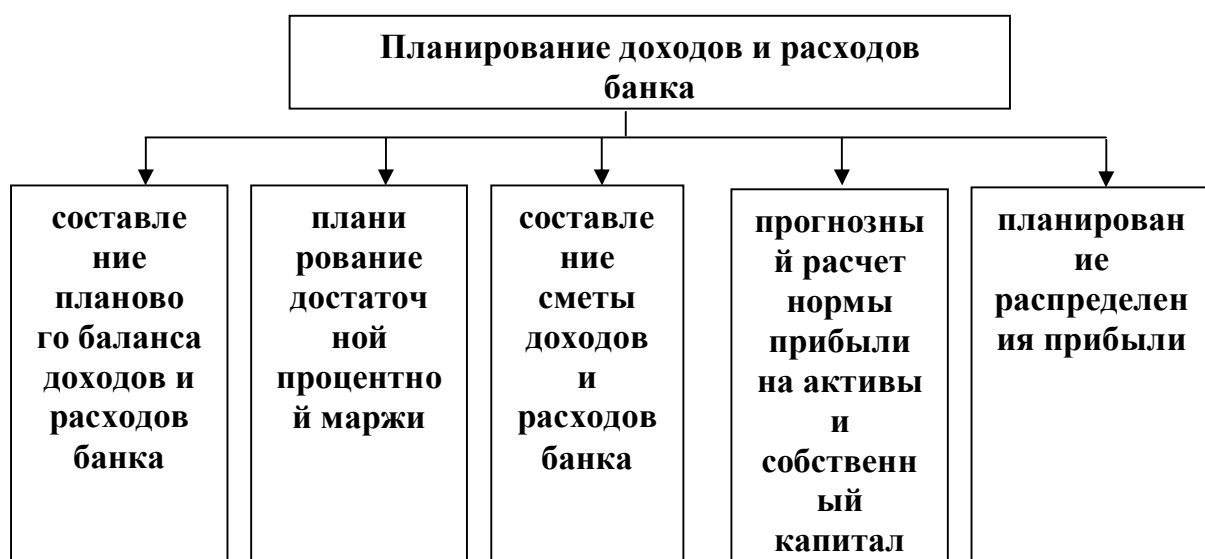 Планирование доходов и расходов
банка
составле
ние
планово
го баланса
доходов и
расходов
банка
плани
рование
достаточ
ной
процентно
й маржи
составле
ние
сметы
доходов
и
расходов
банка
прогнозны
й расчет
нормы
прибыли
на активы
и
собственн
ый
капитал
планирован
ие
распределен
ия прибыли